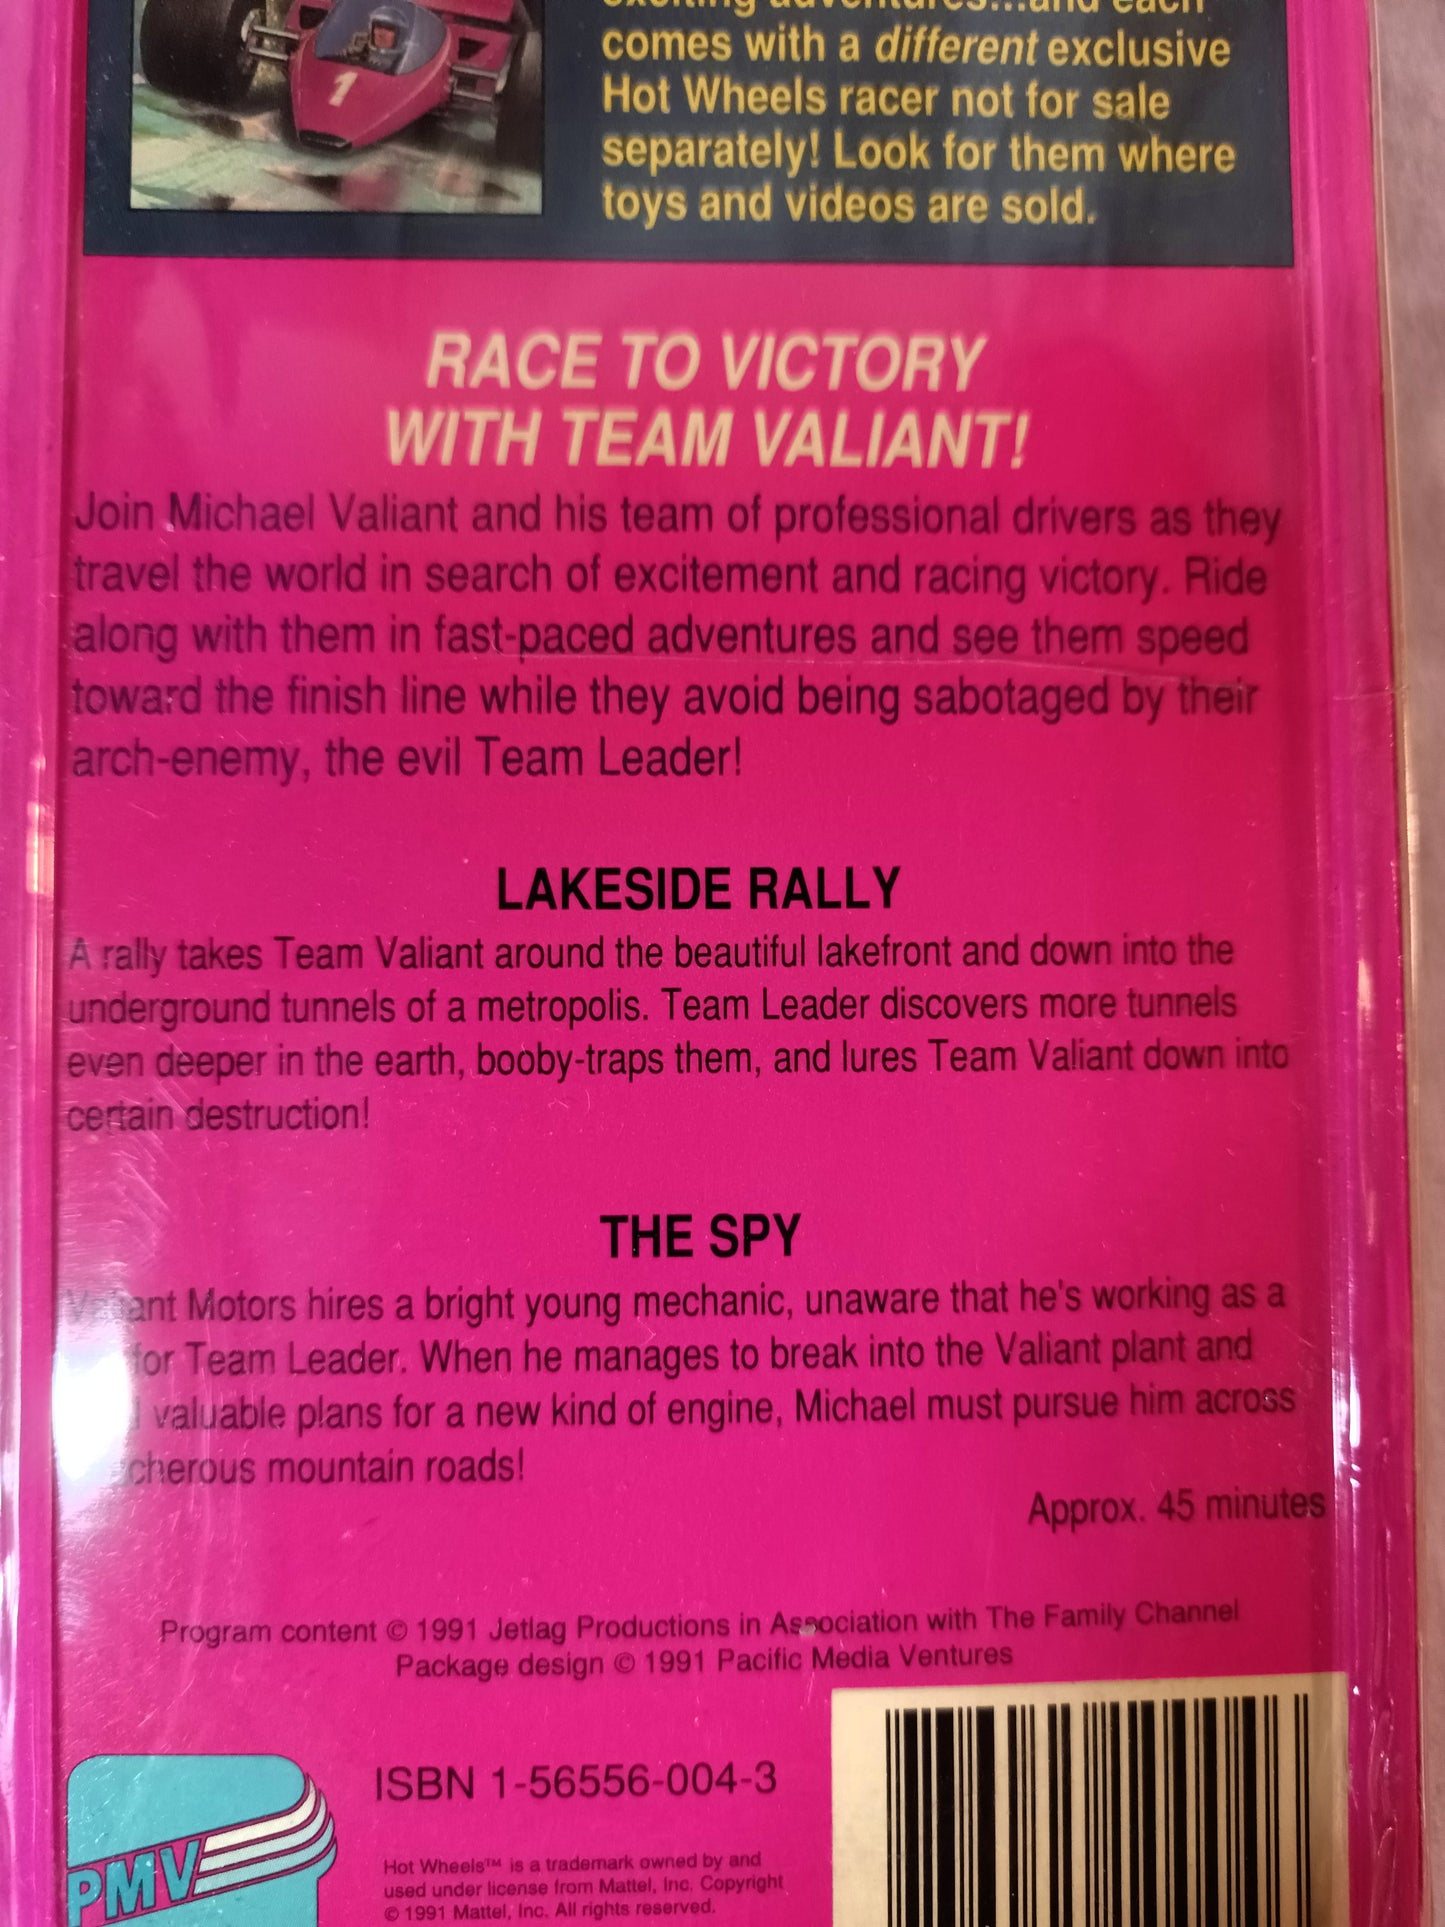 exciting adventures...and each
comes with a different exclusive
Hot Wheels racer not for sale
separately! Look for them where
toys and videos are sold.
1
RACE TO VICTORY
WITH TEAM VALIANT!
Join Michael Valiant and his team of professional drivers as they
travel the world in search of excitement and racing victory. Ride
along with them in fast-paced adventures and see them speed
toward the finish line while they avoid being sabotaged by their
arch-enemy, the evil Team Leader!
LAKESIDE RALLY
A rally takes Team Valiant around the beautiful lakefront and down into the
underground tunnels of a metropolis. Team Leader discovers more tunnels
even deeper in the earth, booby-traps them, and lures Team Valiant down into
certain destruction!
THE SPY
Valiant Motors hires a bright young mechanic, unaware that he's working as a
for Team Leader. When he manages to break into the Valiant plant and
valuable plans for a new kind of engine, Michael must pursue him across
mountain roads!
Approx. 45 minutes
Program content © 1991 Jetlag Productions in Association with The Family Channel
Package design © 1991 Pacific Media Ventures
ISBN 1-56556-004-3
PMV
Hot Wheels™ is a trademark owned by and
used under license from Mattel, Inc. Copyright
© 1991 Mattel, Inc. All rights reserved.